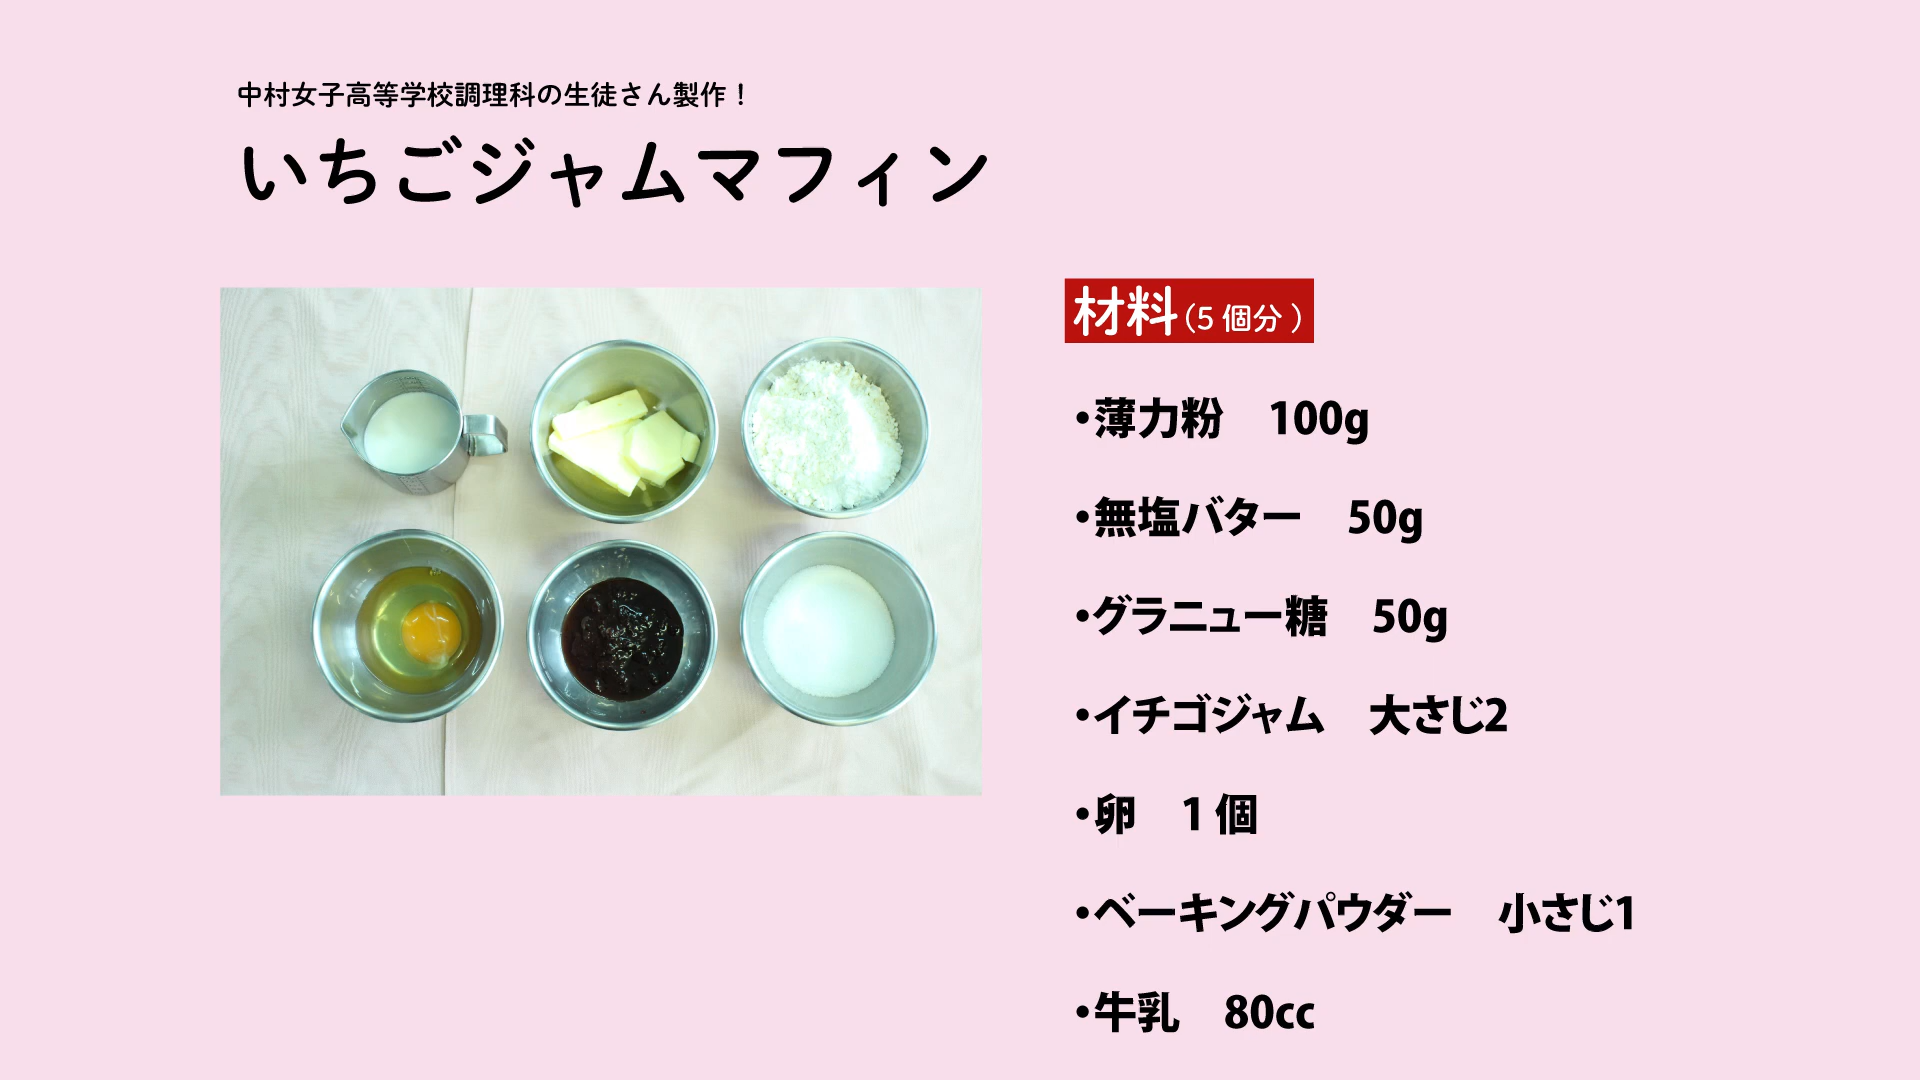 中村女子高等学校調理科の生徒さん製作！
いちごジャムマフィン
材料（5個分）
・薄力粉　100g
・無塩バター　50g
・グラニュー糖　50g
・イチゴジャム　大さじ2
・卵　1個
・ベーキングパウダー　小さじ1
・牛乳　80cc